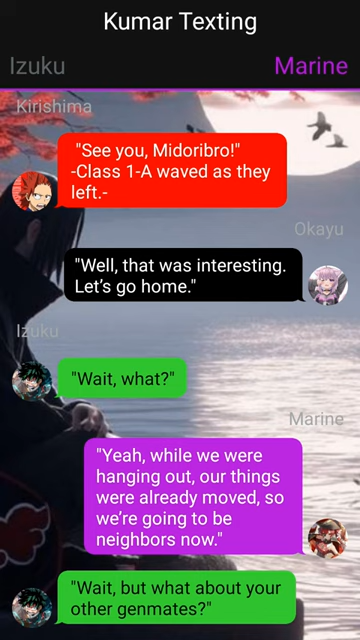 Kumar Texting
Izuku
Marine
Kirishima
"See you, Midoribro!"
-Class 1-A waved as they
left.-
Okayu
"Well, that was interesting.
Let's go home."
Izuku
"Wait, what?"
Marine
"Yeah, while we were
hanging out, our things
were already moved, so
we're going to be
neighbors now."
"Wait, but what about your
other genmates?"